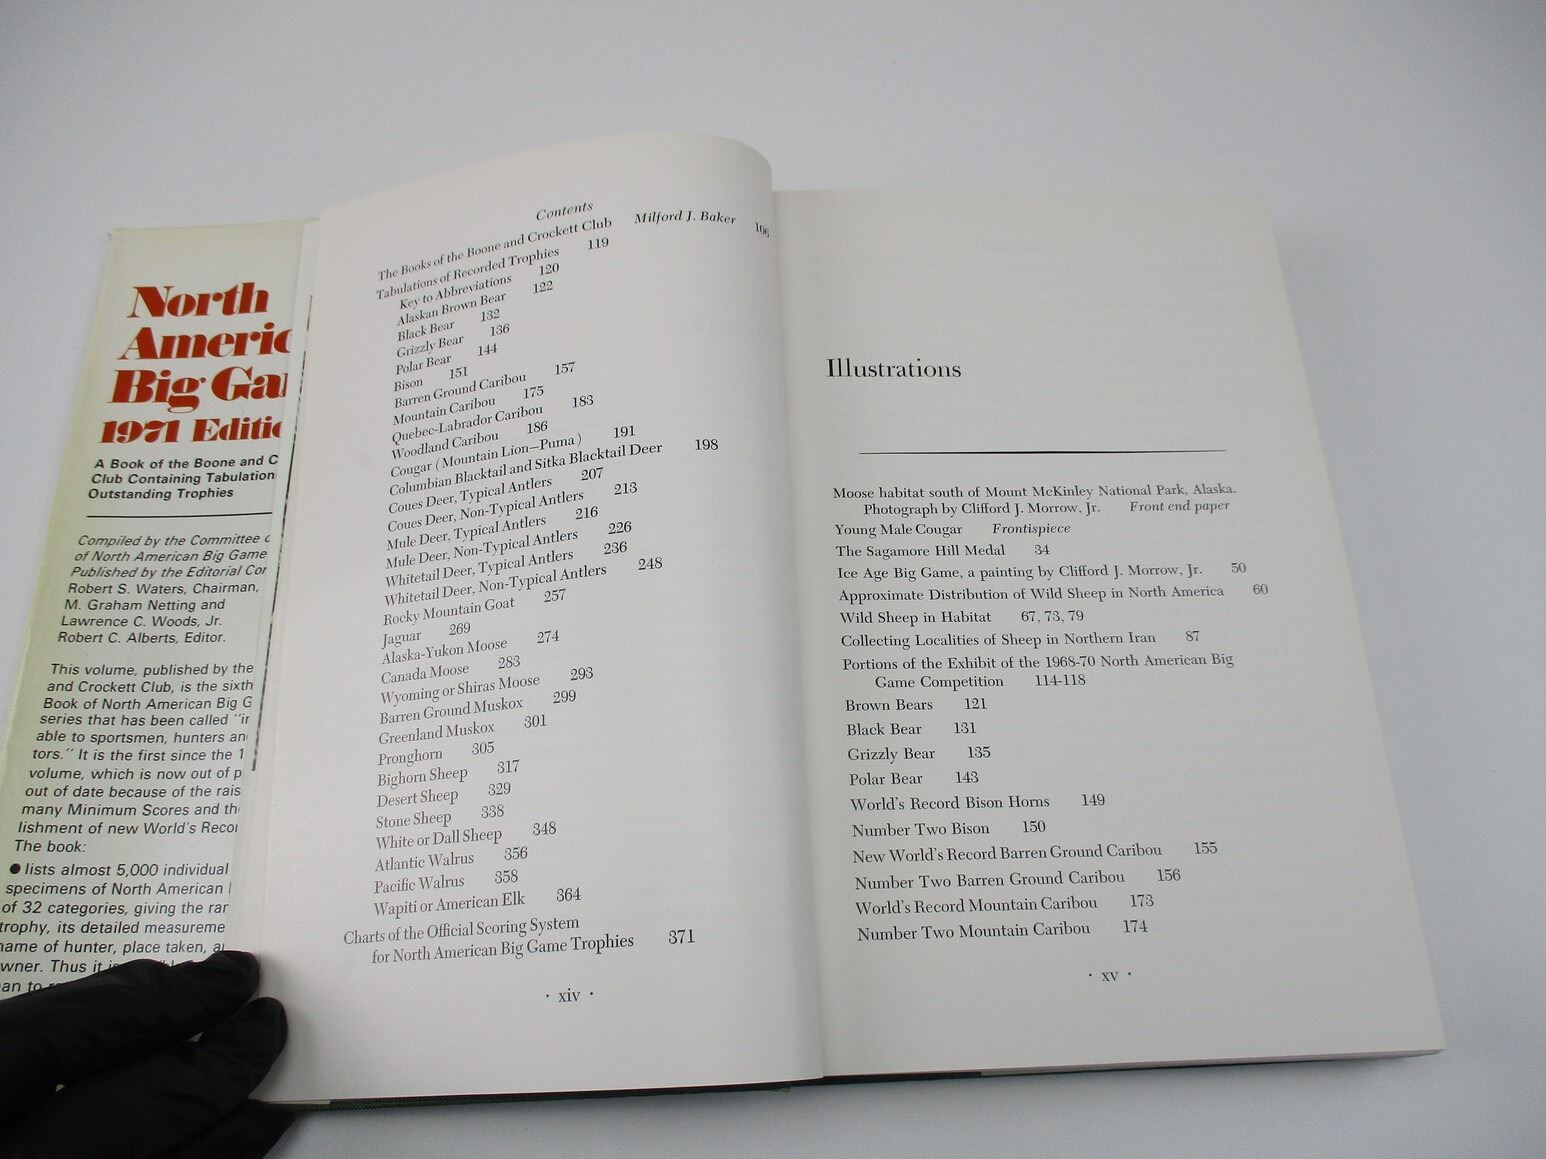 North
Americ
Big Ga
1971 Editio
A Book of the Boone and C
Club Containing Tabulation
Outstanding Trophies
Compiled by the Committee
of North American Big Game
Published by the Editorial Co
Robert S. Waters, Chairman,
M. Graham Netting and
Lawrence C. Woods, Jr.
Robert C. Alberts, Editor.
This volume, published by the
and Crockett Club, is the sixth
Book of North American Big G
series that has been called "in
able to sportsmen, hunters an
tors." It is the first since the 1
volume, which is now out of p
out of date because of the rais
many Minimum Scores and th
lishment of new World's Recor
The book:
● lists almost 5,000 individual
specimens of North American
of 32 categories, giving the ran
trophy, its detailed measureme
name of hunter, place taken, a
wner. Thus it is
an to
Contents
The Books of the Boone and Crockett Club Milford J. Baker 106
Tabulations of Recorded Trophies 119
Key to Abbreviations 120
Alaskan Brown Bear 122
Black Bear 132
Grizzly Bear 136
Polar Bear 144
Bison 151
Barren Ground Caribou 157
Mountain Caribou 175
Quebec-Labrador Caribou 183
Woodland Caribou 186
Cougar (Mountain Lion—Puma) 191
Columbian Blacktail and Sitka Blacktail Deer 198
Coues Deer, Typical Antlers 207
Coues Deer, Non-Typical Antlers 213
Mule Deer, Typical Antlers 216
Mule Deer, Non-Typical Antlers 226
Whitetail Deer, Typical Antlers 236
Whitetail Deer, Non-Typical Antlers 248
Rocky Mountain Goat 257
Jaguar 269
Alaska-Yukon Moose 274
Canada Moose 283
Wyoming or Shiras Moose 293
Barren Ground Muskox 299
Greenland Muskox 301
Pronghorn 305
Bighorn Sheep 317
Desert Sheep 329
Stone Sheep 338
White or Dall Sheep 348
Atlantic Walrus 356
Pacific Walrus 358
Wapiti or American Elk 364
Charts of the Official Scoring System
for North American Big Game Trophies 371
· xiv ·
Illustrations
Moose habitat south of Mount McKinley National Park, Alaska.
Photograph by Clifford J. Morrow, Jr. Front end paper
Young Male Cougar Frontispiece
The Sagamore Hill Medal 34
Ice Age Big Game, a painting by Clifford J. Morrow, Jr. 50
Approximate Distribution of Wild Sheep in North America 60
Wild Sheep in Habitat 67, 73, 79
Collecting Localities of Sheep in Northern Iran 87
Portions of the Exhibit of the 1968-70 North American Big
Game Competition 114-118
Brown Bears 121
Black Bear 131
Grizzly Bear 135
Polar Bear 143
World's Record Bison Horns 149
Number Two Bison 150
New World's Record Barren Ground Caribou 155
Number Two Barren Ground Caribou 156
World's Record Mountain Caribou 173
Number Two Mountain Caribou 174
· xv ·